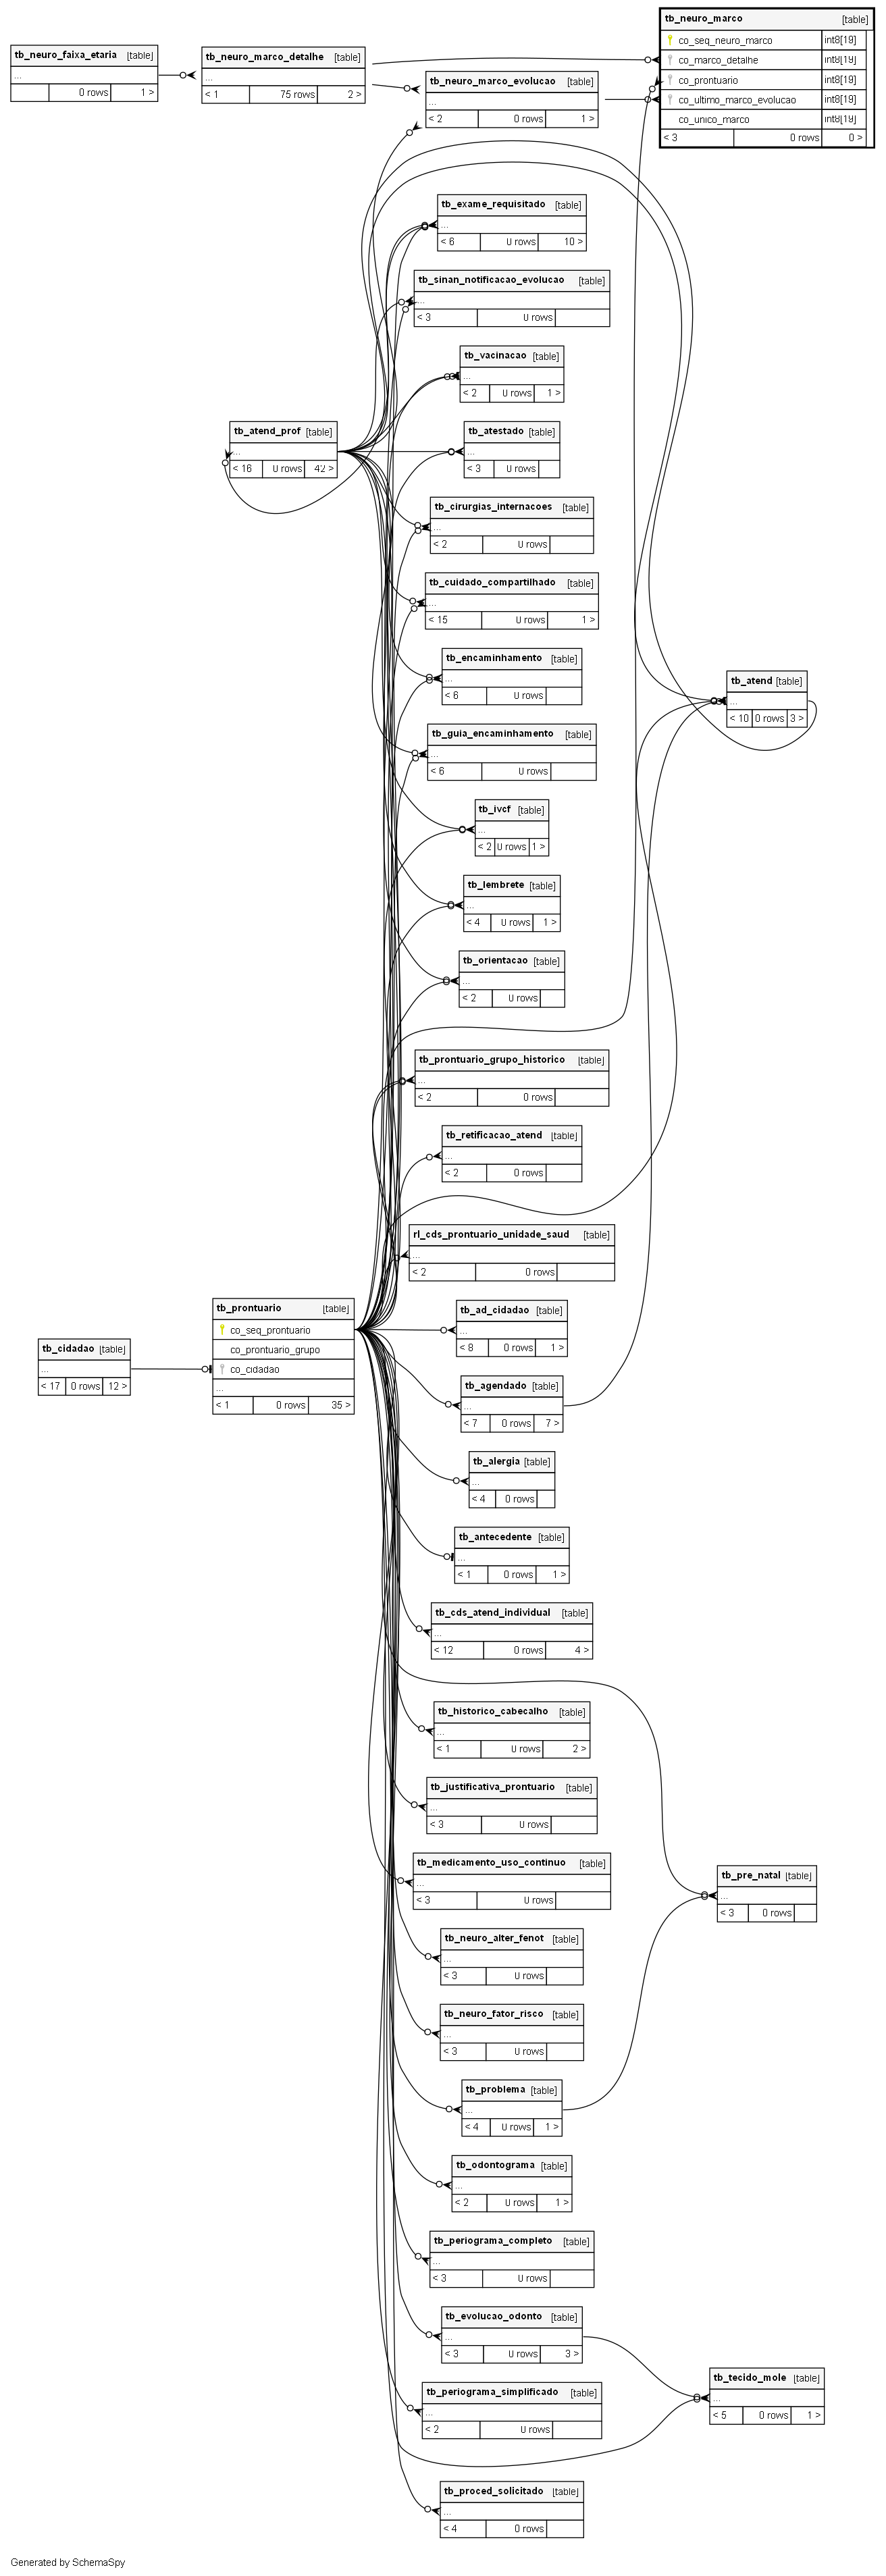 tb_neuro_marco [table]
co_seq_neuro_marco int8[19]
co_marco_detalhe int8[19]
co_prontuario int8[19]
co_ultimo_marco_evolucao int8[19]
co_unico_marco int8[19]
< 3 0 rows 0 >
tb_neuro_faixa_etaria [table]
...
0 rows 1 >
tb_neuro_marco_detalhe [table]
...
< 1 75 rows 2 >
tb_neuro_marco_evolucao [table]
...
< 2 0 rows 1 >
tb_exame_requisitado [table]
...
< 6 0 rows 10 >
tb_sinan_notificacao_evolucao [table]
...
< 3 0 rows
tb_vacinacao [table]
...
< 2 0 rows 1 >
tb_atend_prof [table]
...
< 16 0 rows 42 >
tb_atestado [table]
...
< 3 0 rows
tb_cirurgias_internacoes [table]
...
< 2 0 rows
tb_cuidado_compartilhado [table]
...
< 15 0 rows 1 >
tb_encaminhamento [table]
...
< 6 0 rows
tb_atend [table]
...
< 10 0 rows 3 >
tb_guia_encaminhamento [table]
...
< 6 0 rows
tb_ivcf [table]
...
< 2 0 rows 1 >
tb_lembrete [table]
...
< 4 0 rows 1 >
tb_orientacao [table]
...
< 2 0 rows
tb_prontuario_grupo_historico [table]
...
< 2 0 rows
tb_retificacao_atend [table]
...
< 2 0 rows
rl_cds_prontuario_unidade_saud [table]
...
< 2 0 rows
tb_prontuario [table]
co_seq_prontuario
co_prontuario_grupo
co_cidadao
...
< 1 0 rows 35 >
tb_cidadao [table]
...
< 17 0 rows 12 >
tb_ad_cidadao [table]
...
< 8 0 rows 1 >
tb_agendado [table]
...
< 7 0 rows 7 >
tb_alergia [table]
...
< 4 0 rows
tb_antecedente [table]
...
< 1 0 rows 1 >
tb_cds_atend_individual [table]
...
< 12 0 rows 4 >
tb_historico_cabecalho [table]
...
< 1 0 rows 2 >
tb_justificativa_prontuario [table]
...
< 3 0 rows
tb_medicamento_uso_continuo [table]
...
< 3 0 rows
tb_pre_natal [table]
...
< 3 0 rows
tb_neuro_alter_fenot [table]
...
< 3 0 rows
tb_neuro_fator_risco [table]
...
< 3 0 rows
tb_problema [table]
...
< 4 0 rows 1 >
tb_odontograma [table]
...
< 2 0 rows 1 >
tb_periograma_completo [table]
...
< 3 0 rows
tb_evolucao_odonto [table]
...
< 3 0 rows 3 >
tb_tecido_mole [table]
...
< 5 0 rows 1 >
tb_periograma_simplificado [table]
...
< 2 0 rows
tb_proced_solicitado [table]
...
< 4 0 rows
Generated by SchemaSpy